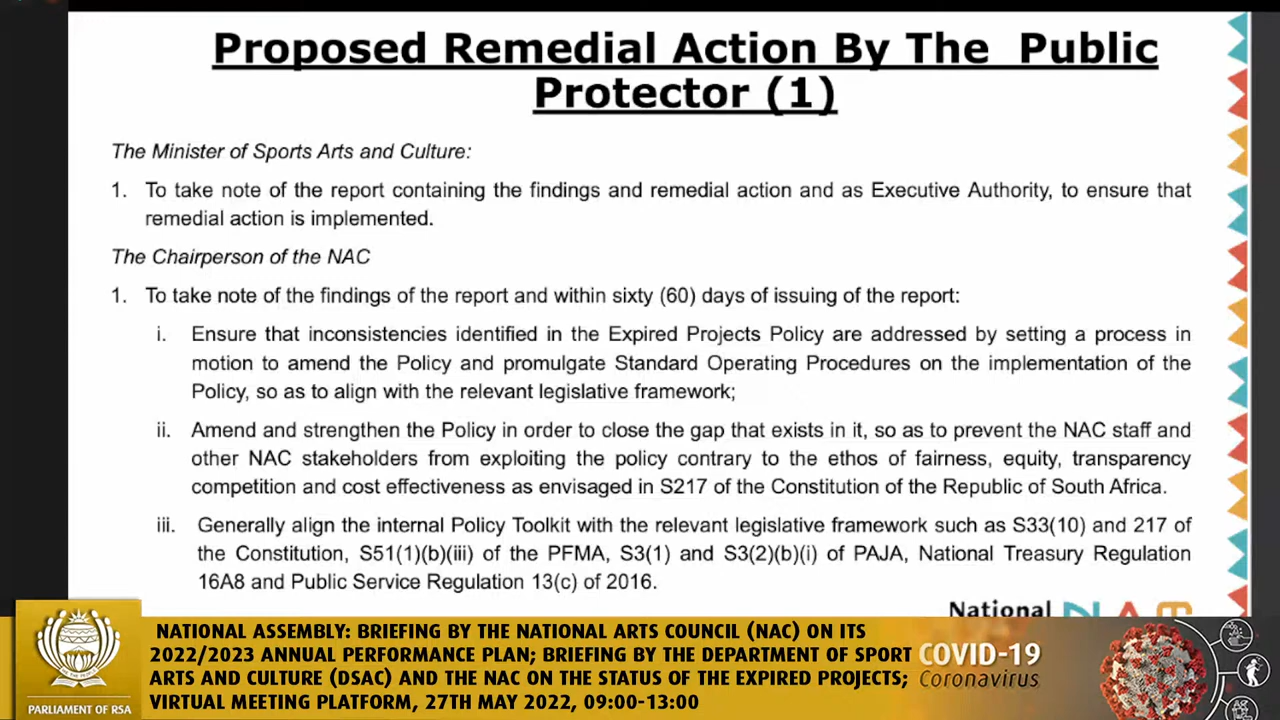 Proposed Remedial Action By The Public
Protector (1)
The Minister of Sports Arts and Culture:
1. To take note of the report containing the findings and remedial action and as Executive Authority, to ensure that
remedial action is implemented.
The Chairperson of the NAC
1. To take note of the findings of the report and within sixty (60) days of issuing of the report:
i. Ensure that inconsistencies identified in the Expired Projects Policy are addressed by setting a process in
motion to amend the Policy and promulgate Standard Operating Procedures on the implementation of the
Policy, so as to align with the relevant legislative framework;
ii. Amend and strengthen the Policy in order to close the gap that exists in it, so as to prevent the NAC staff and
other NAC stakeholders from exploiting the policy contrary to the ethos of fairness, equity, transparency
competition and cost effectiveness as envisaged in S217 of the Constitution of the Republic of South Africa.
iii. Generally align the internal Policy Toolkit with the relevant legislative framework such as S33(10) and 217 of
the Constitution, S51(1)(b)(iii) of the PFMA, S3(1) and S3(2)(b)(i) of PAJA, National Treasury Regulation
16A8 and Public Service Regulation 13(c) of 2016.
National
NATIONAL ASSEMBLY: BRIEFING BY THE NATIONAL ARTS COUNCIL (NAC) ON ITS
2022/2023 ANNUAL PERFORMANCE PLAN; BRIEFING BY THE DEPARTMENT OF SPORT
ARTS AND CULTURE (DSAC) AND THE NAC ON THE STATUS OF THE EXPIRED PROJECTS;
VIRTUAL MEETING PLATFORM, 27TH MAY 2022, 09:00-13:00
COVID-19
Coronavirus
PARLIAMENT OF RSA